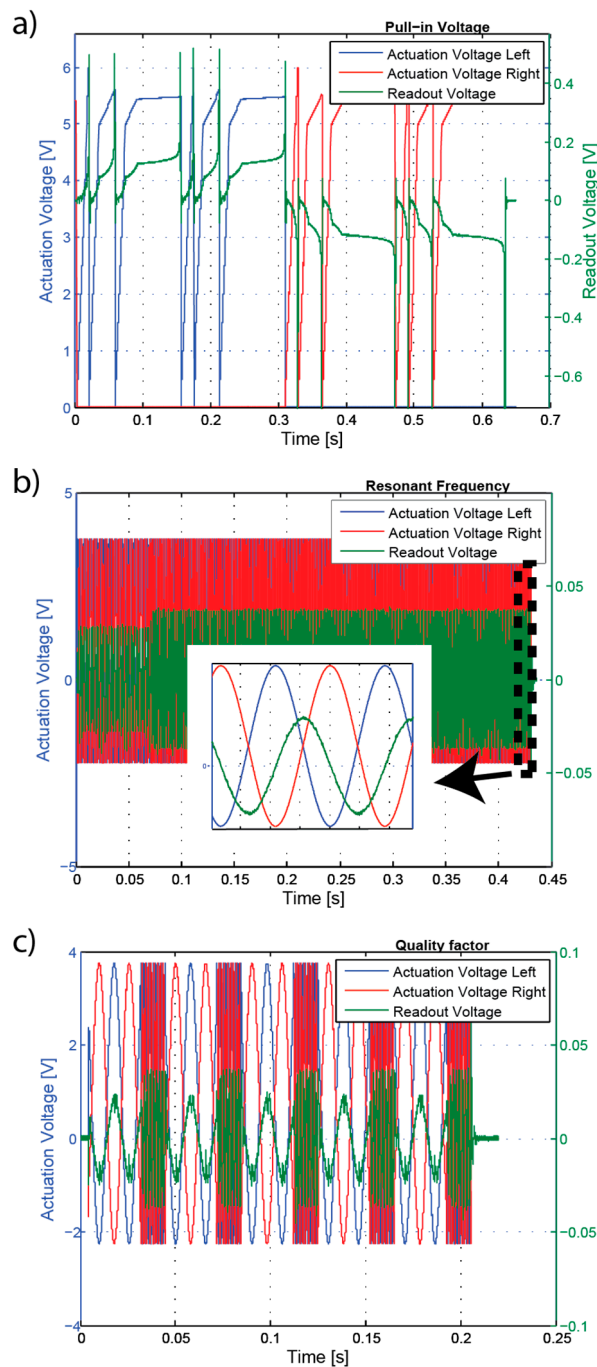 a)
Pull-in Voltage
Actuation Voltage Left
Actuation Voltage Right
Readout Voltage
Actuation Voltage [V]
Readout Voltage [V]
6
5
4
3
2
1
0
0.4
0.2
0
−0.2
−0.4
−0.6
0 0.1 0.2 0.3 0.4 0.5 0.6 0.7
Time [s]
b)
Resonant Frequency
Actuation Voltage Left
Actuation Voltage Right
Readout Voltage
Actuation Voltage [V]
5
0
−5
0.05
0
−0.05
0
0 0.05 0.1 0.15 0.2 0.25 0.3 0.35 0.4 0.45
Time [s]
c)
Quality factor
Actuation Voltage Left
Actuation Voltage Right
Readout Voltage
Actuation Voltage [V]
4
2
0
−2
−4
0.1
0.05
0
−0.05
−0.1
0 0.05 0.1 0.15 0.2 0.25
Time [s]